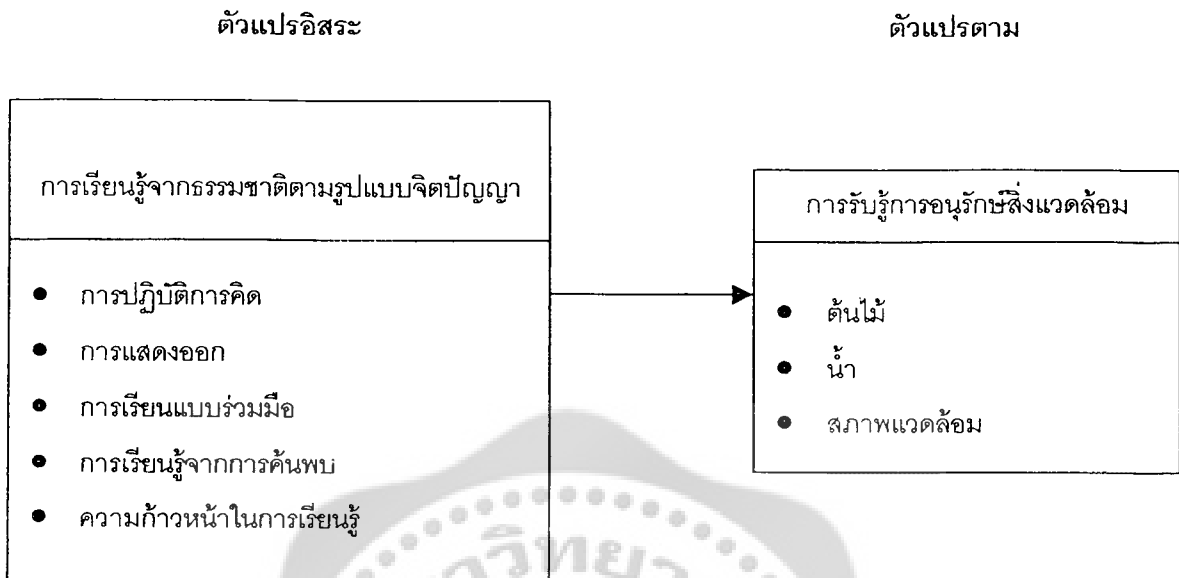 ตัวแปรอิสระ
ตัวแปรตาม
การเรียนรู้จากธรรมชาติตามรูปแบบจิตปัญญา
● การปฏิบัติการคิด
● การแสดงออก
● การเรียนแบบร่วมมือ
● การเรียนรู้จากการค้นพบ
● ความก้าวหน้าในการเรียนรู้
การรับรู้การอนุรักษ์สิ่งแวดล้อม
● ต้นไม้
● น้ำ
● สภาพแวดล้อม